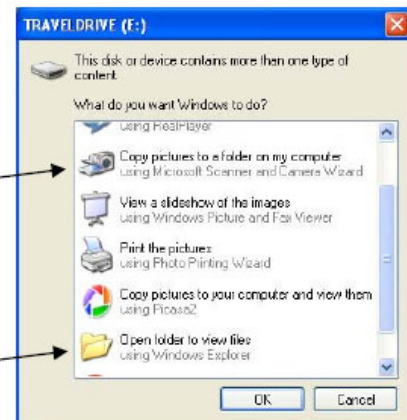 TRAVELDRIVE (E:)
This disk or device contains more than one type of
content.
What do you want Windows to do?
using RealPlayer
Copy pictures to a folder on my computer
using Microsoft Scanner and Camera Wizard
View a slideshow of the images
using Windows Picture and Fax Viewer
Print the pictures
using Photo Printing Wizard
Copy pictures to your computer and view them
using Picasa2
Open folder to view files
using Windows Explorer
OK
Cancel